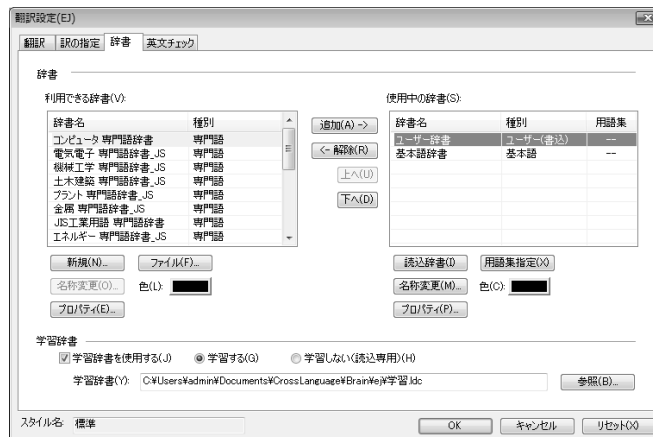 翻訳設定(EJ)
翻訳 訳の指定 辞書 英文チェック
辞書
利用できる辞書(V):
辞書名 種別
コンピュータ 専門語辞書 専門語
電気電子 専門語辞書_JS 専門語
機械工学 専門語辞書_JS 専門語
土木建築 専門語辞書_JS 専門語
プラント 専門語辞書_JS 専門語
金属 専門語辞書_JS 専門語
JIS工業用語 専門語辞書 専門語
エネルギー 専門語辞書_JS 専門語
新規(N)... ファイル(F)...
名称変更(O)... 色(L):
プロパティ(E)...
追加(A) ->
<- 解除(R)
上へ(U)
下へ(D)
使用中の辞書(S):
辞書名 種別 用語集
ユーザー辞書 ユーザー(書込) --
基本語辞書 基本語 --
読込辞書(I) 用語集指定(X)
名称変更(M)... 色(C):
プロパティ(P)...
学習辞書
学習辞書を使用する(J) 学習する(G) 学習しない(読込専用)(H)
学習辞書(Y): C:¥Users¥admin¥Documents¥CrossLanguage¥Brain¥ej¥学習.ldc 参照(B)...
スタイル名: 標準 OK キャンセル リセット(X)